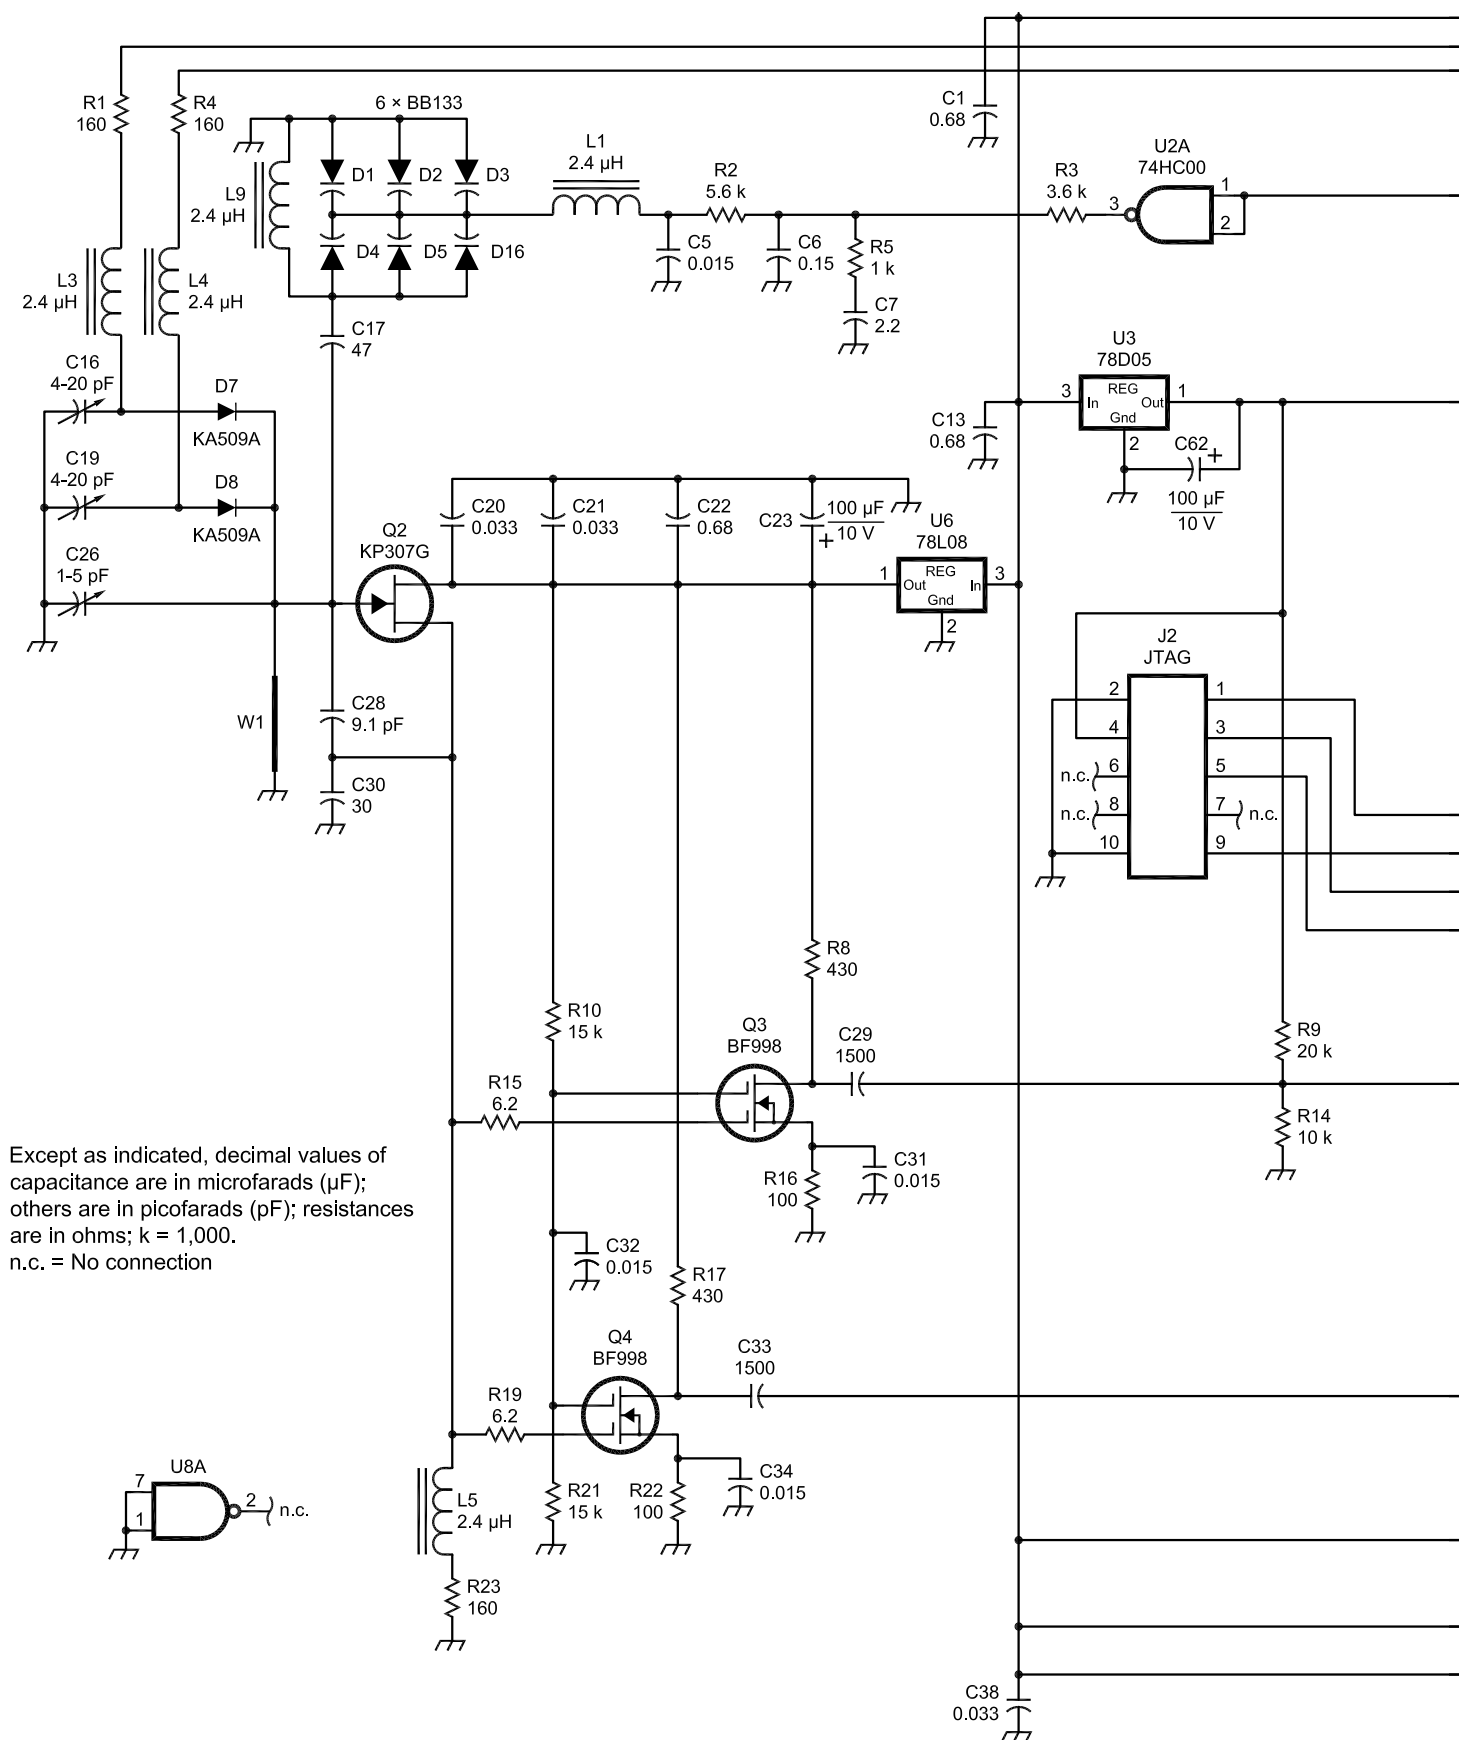 R1
160
R4
160
6 × BB133
C1
0.68
L9
2.4 µH
D1
D2
D3
D4
D5
D16
L1
2.4 µH
R2
5.6 k
R3
3.6 k
U2A
74HC00
3
1
2
C5
0.015
C6
0.15
R5
1 k
C7
2.2
L3
2.4 µH
L4
2.4 µH
C17
47
C16
4-20 pF
D7
KA509A
C19
4-20 pF
D8
KA509A
C26
1-5 pF
Q2
KP307G
C20
0.033
C21
0.033
C22
0.68
C23
100 µF
10 V
+
C13
0.68
U3
78D05
3
REG
1
In
Out
Gnd
2
C62
+
100 µF
10 V
U6
78L08
1
REG
3
Out
In
Gnd
2
W1
C28
9.1 pF
C30
30
J2
JTAG
2
1
4
3
n.c.
6
5
n.c.
8
7
n.c.
10
9
R8
430
R10
15 k
Q3
BF998
C29
1500
R9
20 k
R15
6.2
R14
10 k
R16
100
C31
0.015
Except as indicated, decimal values of
capacitance are in microfarads (µF);
others are in picofarads (pF); resistances
are in ohms; k = 1,000.
n.c. = No connection
C32
0.015
R17
430
Q4
BF998
C33
1500
R19
6.2
U8A
7
1
2
n.c.
L5
2.4 µH
R21
15 k
R22
100
C34
0.015
R23
160
C38
0.033